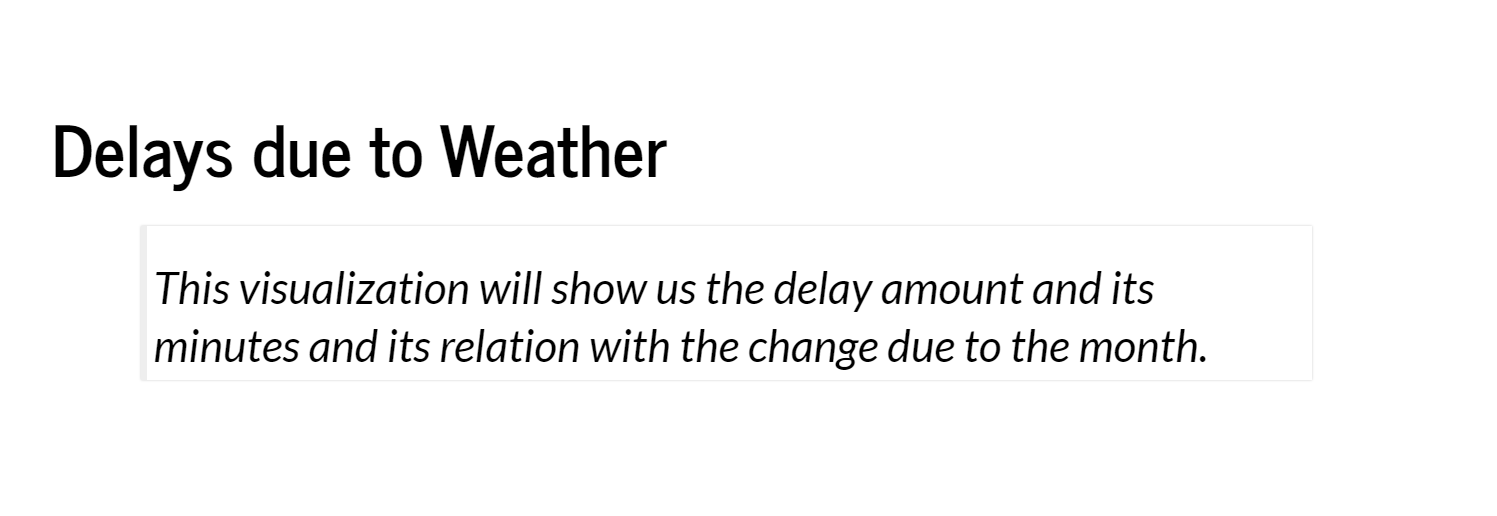 Delays due to Weather
This visualization will show us the delay amount and its
minutes and its relation with the change due to the month.